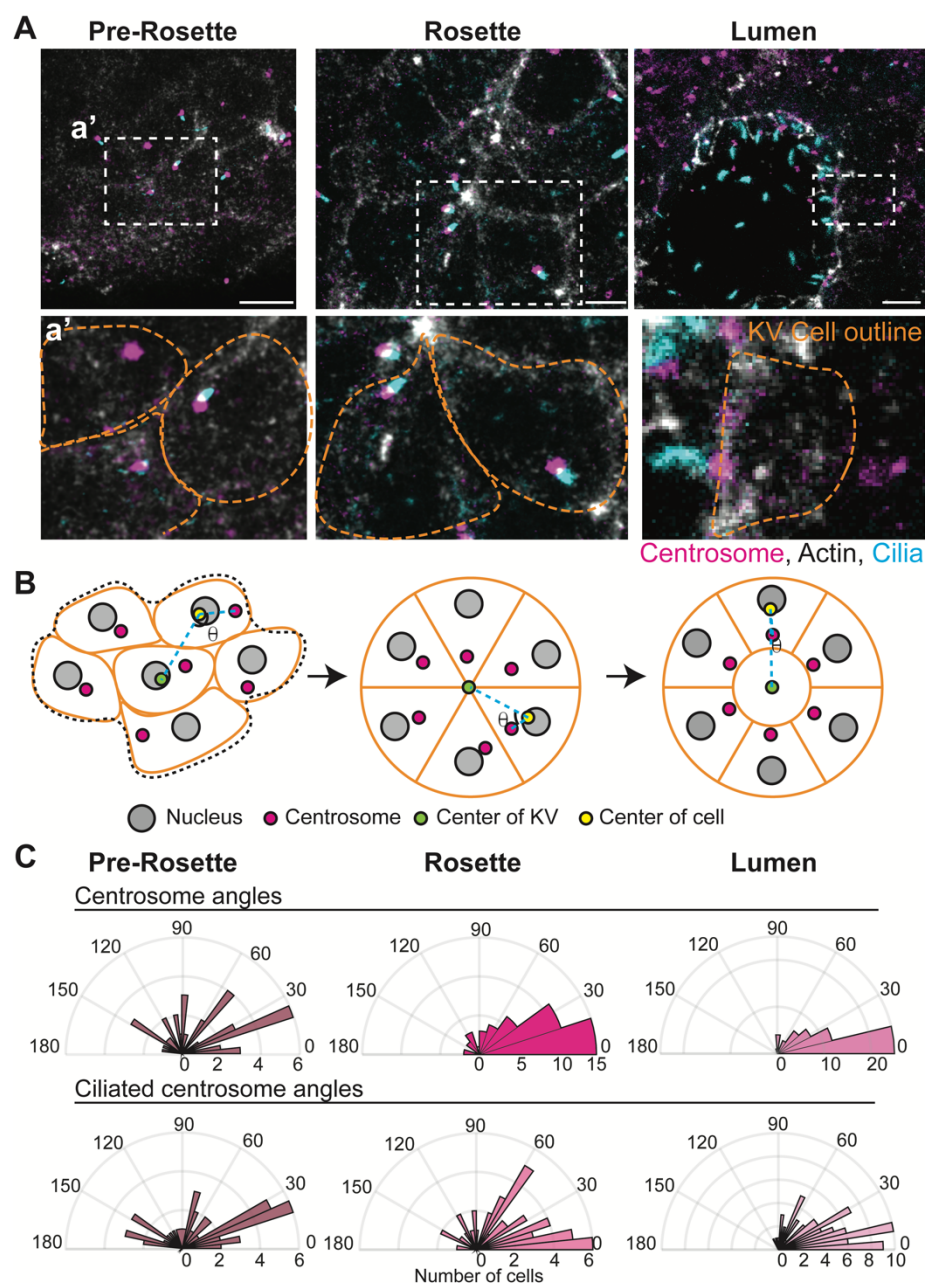 A
Pre-Rosette Rosette Lumen
a'
a' KV Cell outline
Centrosome, Actin, Cilia
B
θ θ θ
Nucleus Centrosome Center of KV Center of cell
C
Pre-Rosette Rosette Lumen
Centrosome angles
90 90 90
120 60 120 60 120 60
150 30 150 30 150 30
180 0 180 0 180 0
0 2 4 6 0 5 10 15 0 10 20
Ciliated centrosome angles
90 90 90
120 60 120 60 120 60
150 30 150 30 150 30
180 0 180 0 180 0
0 2 4 6 0 2 4 6 0 2 4 6 8 10
Number of cells